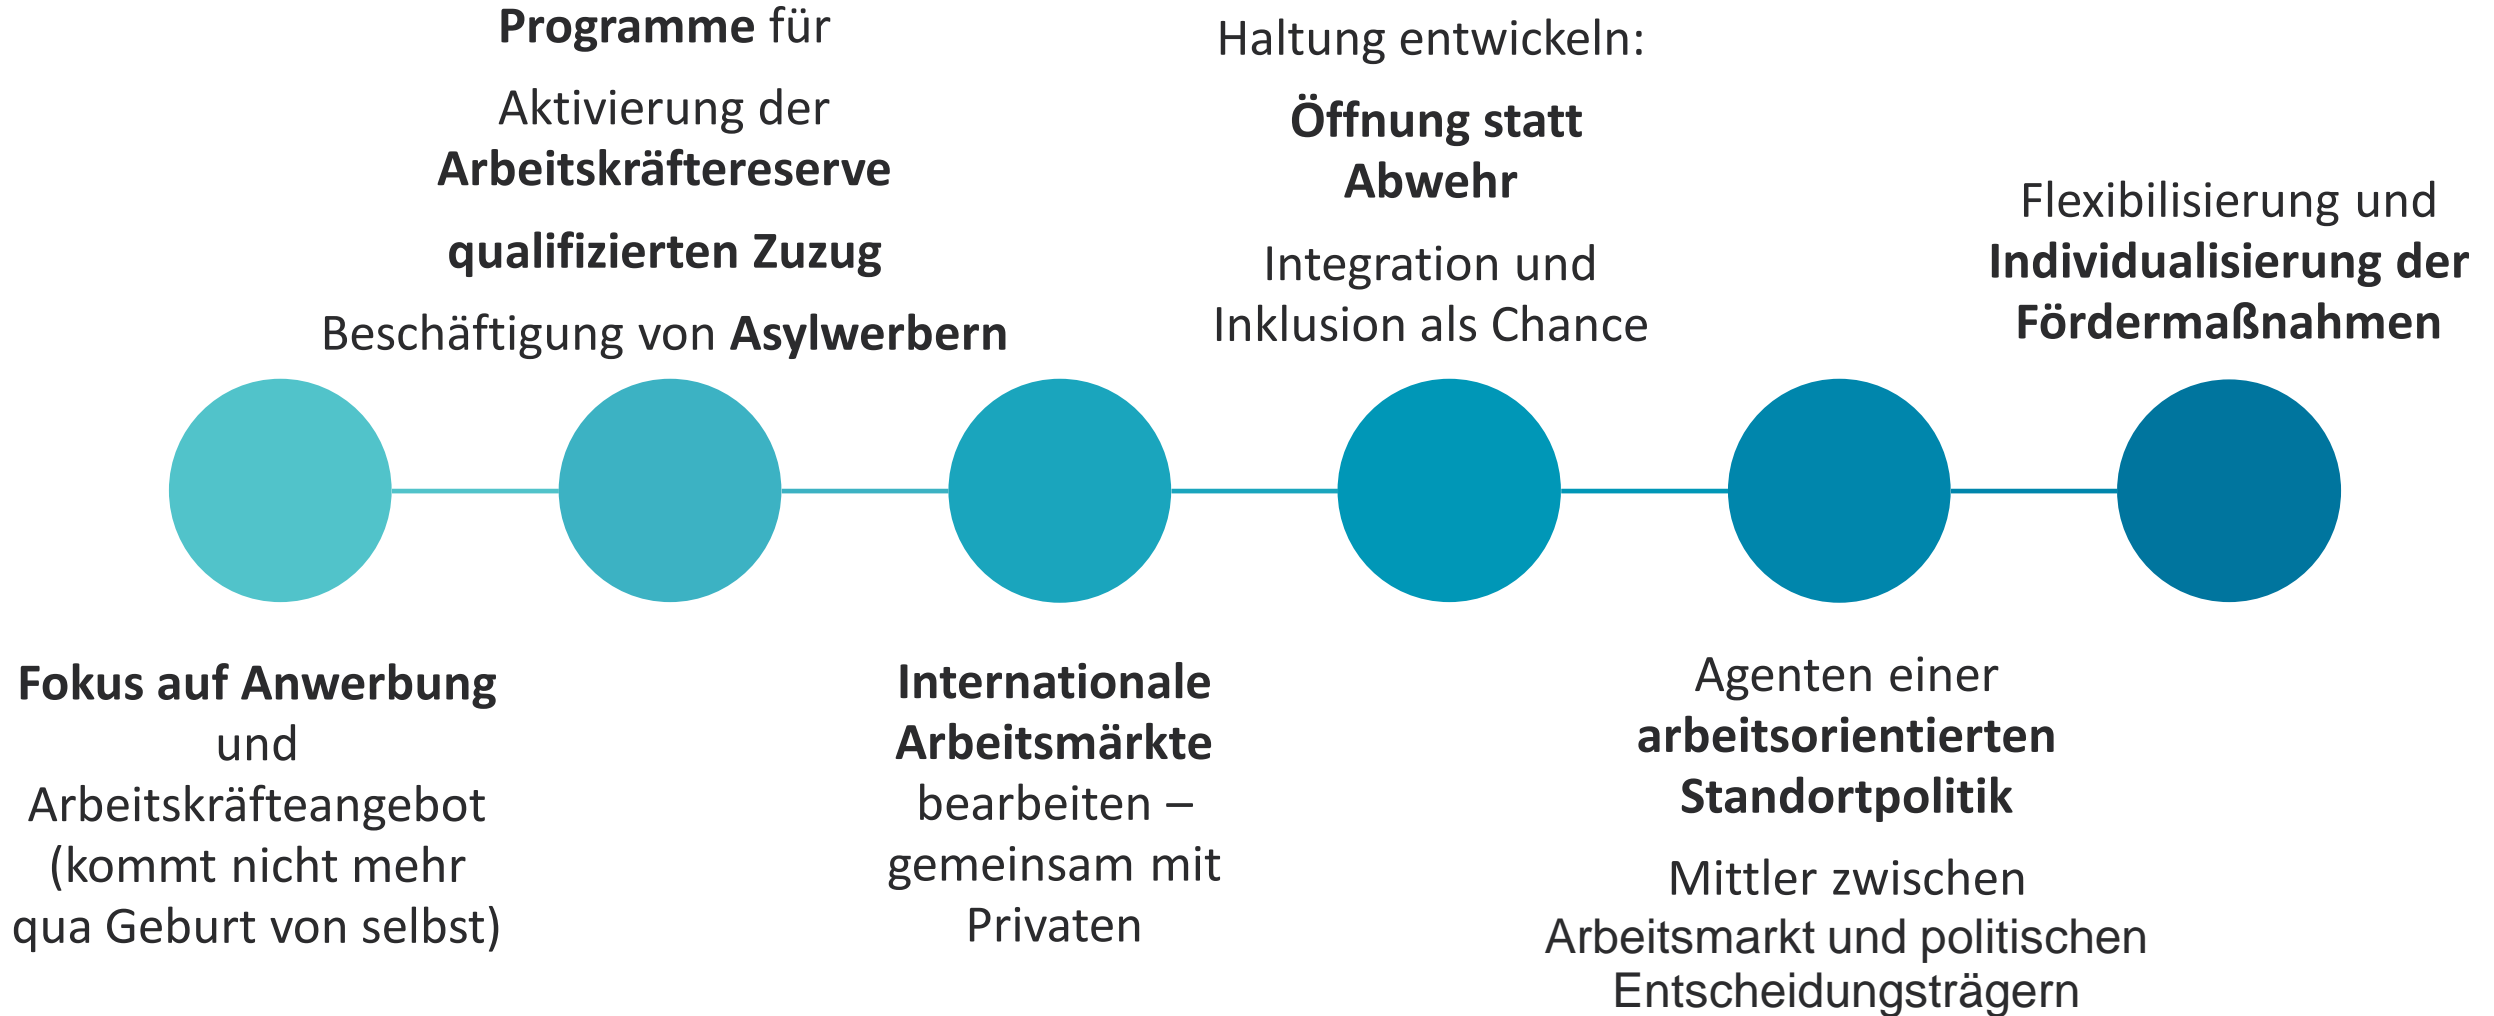 Programme für
Aktivierung der
Arbeitskräftereserve
qualifizierten Zuzug
Beschäftigung von Asylwerbern
Haltung entwickeln:
Öffnung statt
Abwehr
Integration und
Inklusion als Chance
Flexibilisierung und
Individualisierung der
Fördermaßnahmen
Fokus auf Anwerbung
und
Arbeitskräfteangebot
(kommt nicht mehr
qua Geburt von selbst)
Internationale
Arbeitsmärkte
bearbeiten –
gemeinsam mit
Privaten
Agenten einer
arbeitsorientierten
Standortpolitik
Mittler zwischen
Arbeitsmarkt und politischen
Entscheidungsträgern